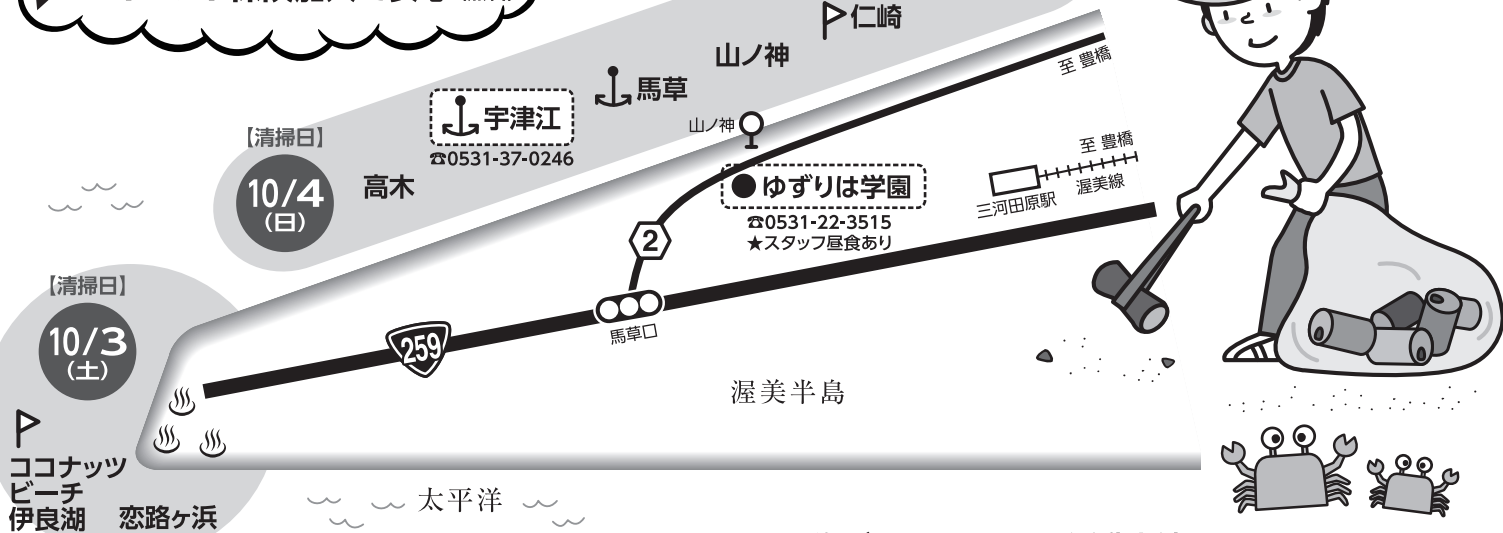 仁崎
山ノ神
馬草
宇津江
☎0531-37-0246
【清掃日】
10/4
(日)
高木
山ノ神
至 豊橋
ゆずりは学園
☎0531-22-3515
★スタッフ昼食あり
至 豊橋
渥美線
三河田原駅
2
馬草口
259
【清掃日】
10/3
(土)
渥美半島
ココナッツ
ビーチ
伊良湖
恋路ヶ浜
太平洋